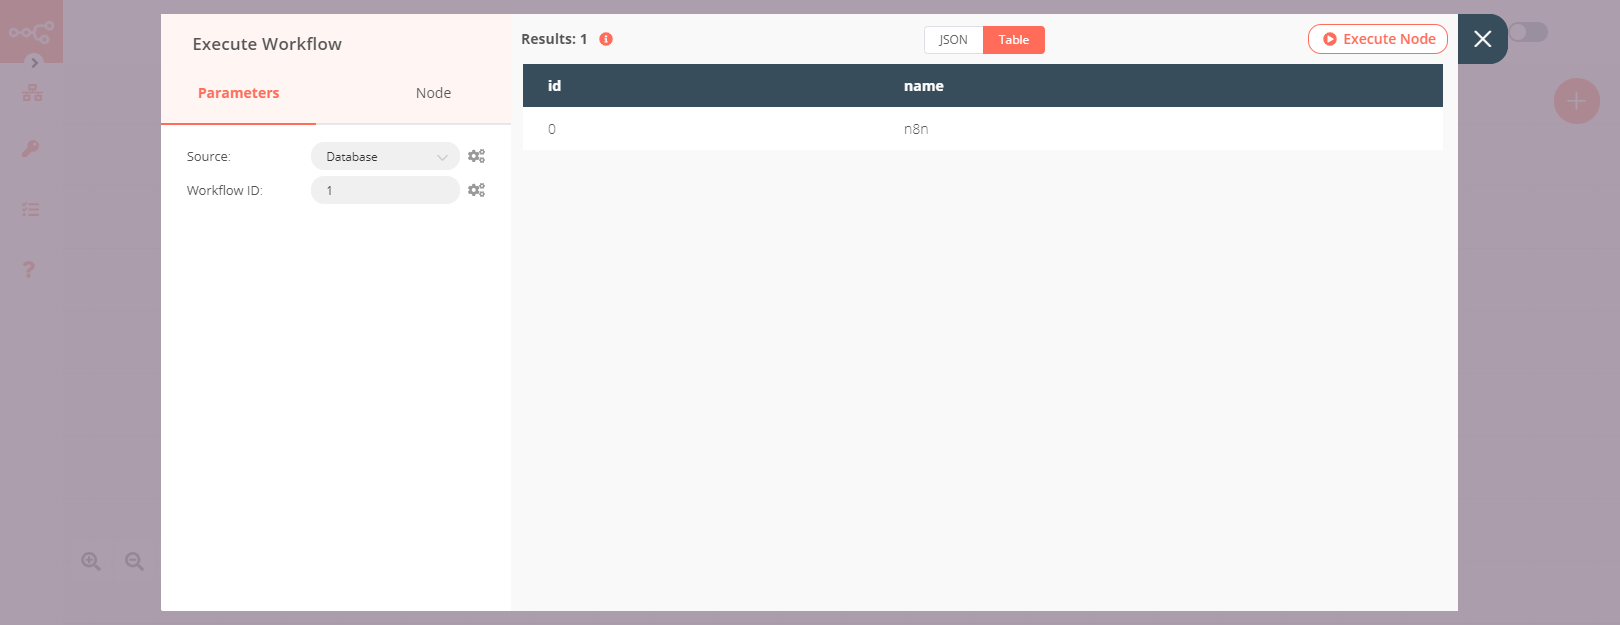 Execute Workflow
Parameters Node
Source: Database
Workflow ID: 1
Results: 1
JSON Table
Execute Node
id name
0 n8n